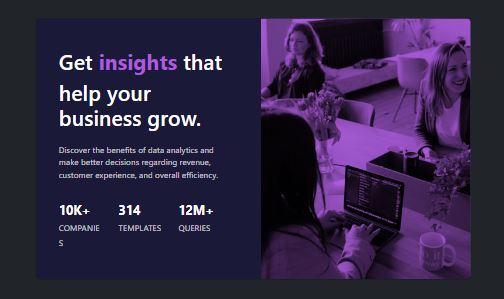 Get insights that
help your
business grow.
Discover the benefits of data analytics and
make better decisions regarding revenue,
customer experience, and overall efficiency.
10K+ 314 12M+
COMPANIE TEMPLATES QUERIES
S